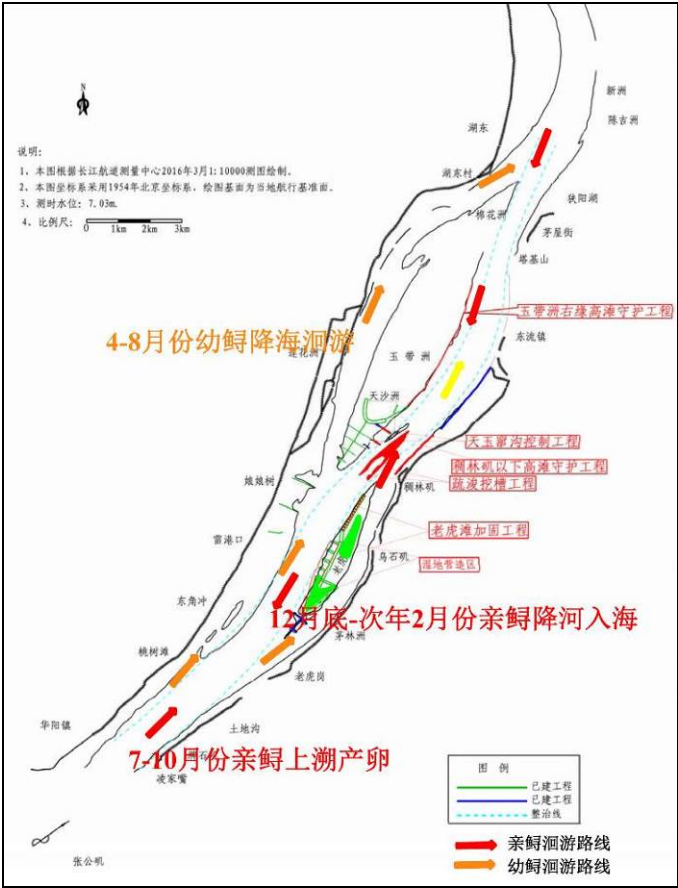 N
新洲
陈吉洲
湖东
说明：
1、本图根据长江航道测量中心2016年3月1:10000测图绘制。
2、本图坐标系采用1954年北京坐标系、绘图基面为当地航行基准面。
3、测时水位：7.03m。
4、比例尺：
0 1km 2km 3km
湖东村
棉花洲
狄阳湖
茅屋街
塔基山
玉带洲右缘高滩守护工程
东流镇
4-8月份幼鲟降海洄游
莲花洲
玉带洲
天沙洲
天玉窜沟控制工程
稠林矶以下高滩守护工程
疏浚挖槽工程
稠林矶
娘娘树
老虎滩加固工程
雷港口
乌石矶
湿地营造区
老虎
东角冲
12月底-次年2月份亲鲟降河入海
茅林洲
桃树滩
老虎岗
华阳镇
土地沟
7-10月份亲鲟上溯产卵
凌家嘴
图例
已建工程
已建工程
整治线
亲鲟洄游路线
幼鲟洄游路线
张公矶